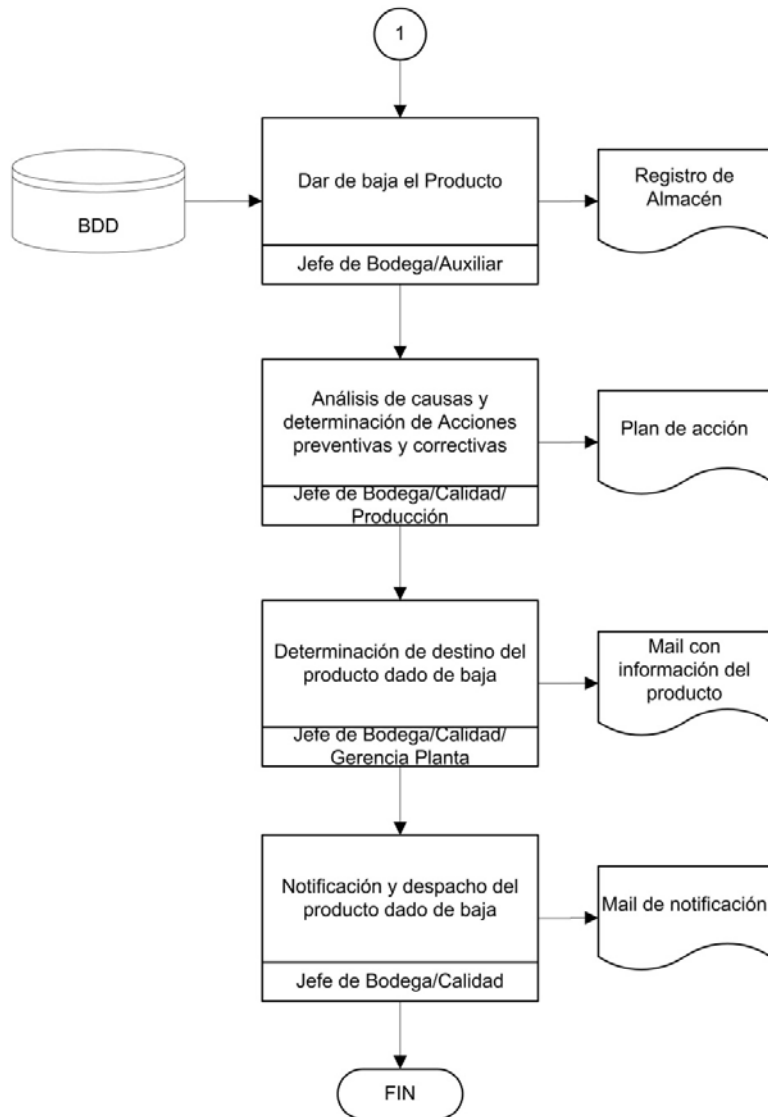 1
Dar de baja el Producto
Jefe de Bodega/Auxiliar
BDD
Registro de
Almacén
Análisis de causas y
determinación de Acciones
preventivas y correctivas
Jefe de Bodega/Calidad/
Producción
Plan de acción
Determinación de destino del
producto dado de baja
Jefe de Bodega/Calidad/
Gerencia Planta
Mail con
información del
producto
Notificación y despacho del
producto dado de baja
Jefe de Bodega/Calidad
Mail de notificación
FIN